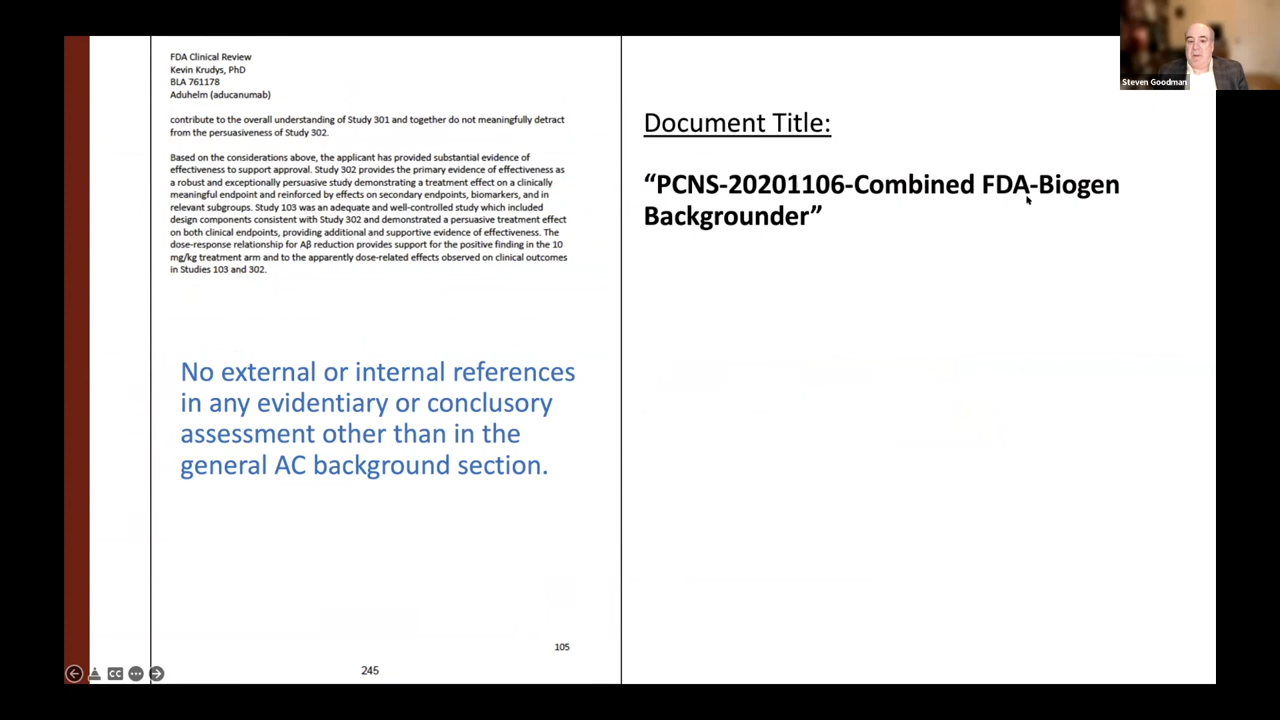 FDA Clinical Review
Kevin Krudys, PhD
BLA 761178
Aduhelm (aducanumab)
contribute to the overall understanding of Study 301 and together do not meaningfully detract
from the persuasiveness of Study 302.
Based on the considerations above, the applicant has provided substantial evidence of
effectiveness to support approval. Study 302 provides the primary evidence of effectiveness as
a robust and exceptionally persuasive study demonstrating a treatment effect on a clinically
meaningful endpoint and reinforced by effects on secondary endpoints, biomarkers, and in
relevant subgroups. Study 103 was an adequate and well-controlled study which included
design components consistent with Study 302 and demonstrated a persuasive treatment effect
on both clinical endpoints, providing additional and supportive evidence of effectiveness. The
dose-response relationship for Aβ reduction provides support for the positive finding in the 10
mg/kg treatment arm and to the apparently dose-related effects observed on clinical outcomes
in Studies 103 and 302.
No external or internal references
in any evidentiary or conclusory
assessment other than in the
general AC background section.
105
245
CC
Document Title:
“PCNS-20201106-Combined FDA-Biogen
Backgrounder”
Steven Goodman